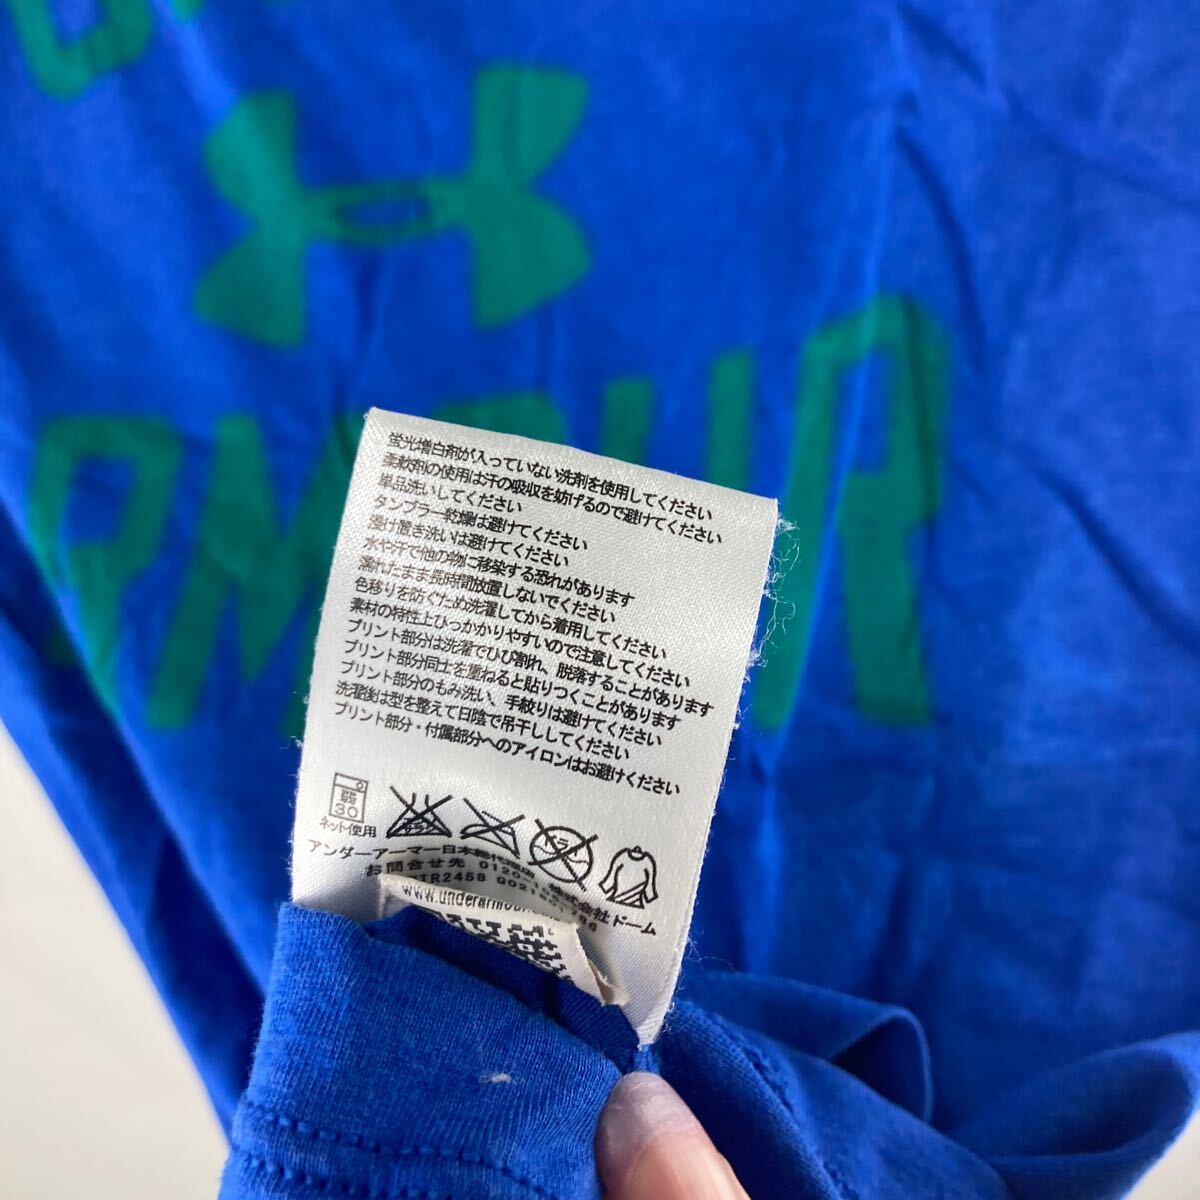 蛍光増白剤が入っていない洗剤を使用してください
柔軟剤の使用は汗の吸収を妨げるので避けてください
単品洗いしてください
タンブラー乾燥は避けてください
浸け置き洗いは避けてください
水や汗で他の物に移染する恐れがあります
濡れたまま長時間放置しないでください
色移りを防ぐため洗濯してから着用してください
素材の特性上ひっかかりやすいので注意してください
プリント部分は洗濯でひび割れ、脱落することがあります
プリント部分同士を重ねると貼りつくことがあります
プリント部分のもみ洗い、手絞りは避けてください
洗濯後は型を整えて日陰で吊干ししてください
プリント部分・付属部分へのアイロンはお避けください
弱
30
ネット使用
アンダーアーマー日本総代理店 株式会社ドーム
お問合せ先
MTR2458
www.underarmour.com